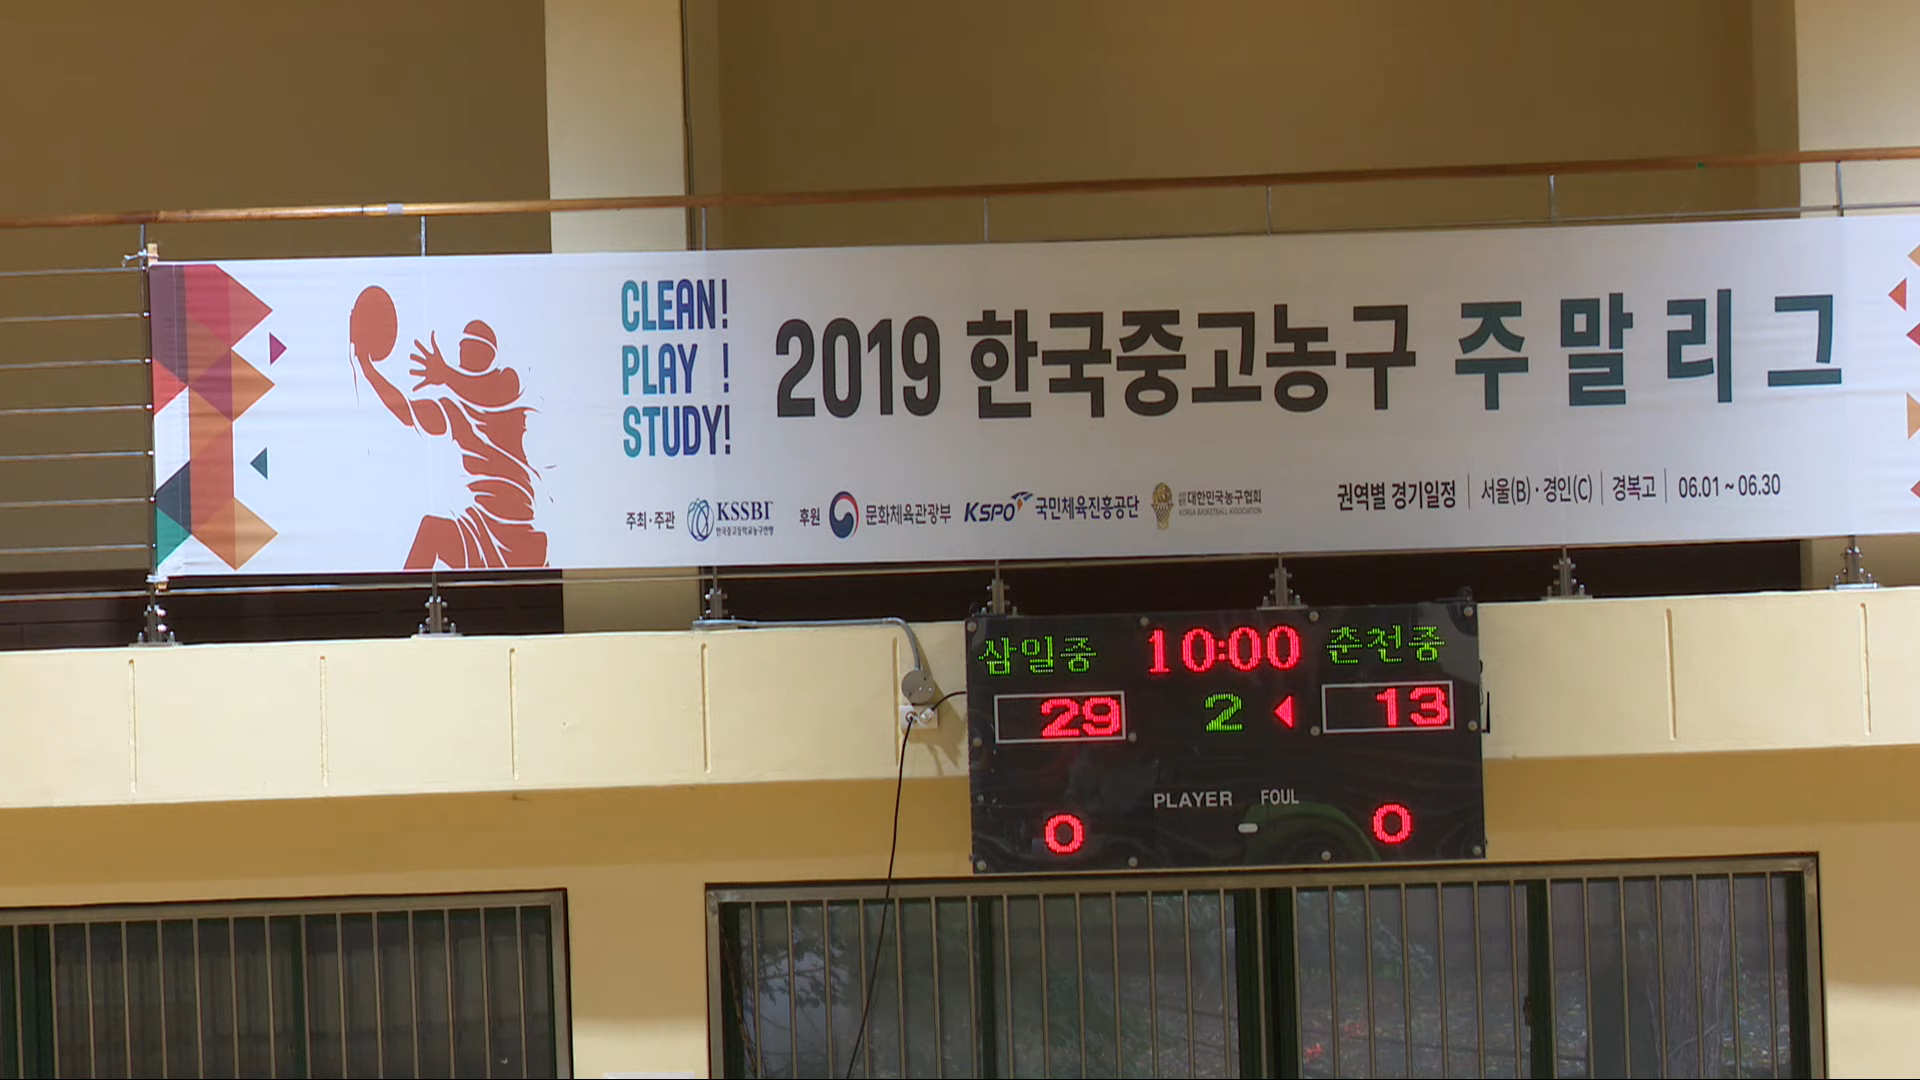 CLEAN!
PLAY !
STUDY!
2019 한국중고농구 주말리그
주최·주관 KSSBF 한국중고등학교농구연맹 후원 문화체육관광부 KSPO 국민체육진흥공단 대한민국농구협회 KOREA BASKETBALL ASSOCIATION
권역별 경기일정 | 서울(B)·경인(C) | 경복고 | 06.01 ~ 06.30
삼일중 10:00 춘천중
29 2 13
PLAYER FOUL
0 0